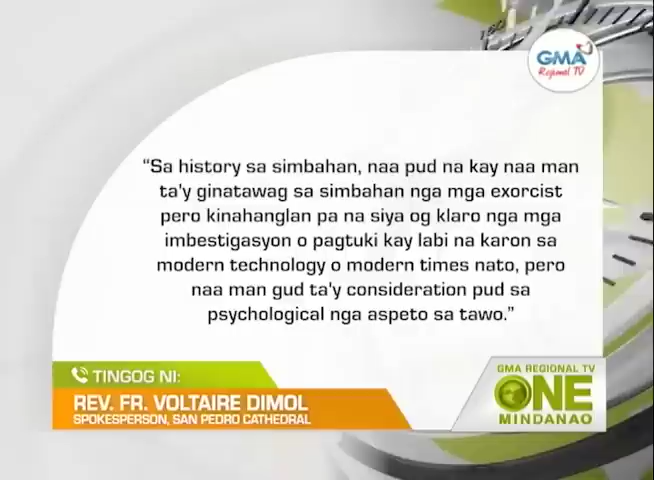 GMA
Regional TV
“Sa history sa simbahan, naa pud na kay naa man
ta'y ginatawag sa simbahan nga mga exorcist
pero kinahanglan pa na siya og klaro nga mga
imbestigasyon o pagtuki kay labi na karon sa
modern technology o modern times nato, pero
naa man gud ta'y consideration pud sa
psychological nga aspeto sa tawo.”
TINGOG NI:
REV. FR. VOLTAIRE DIMOL
SPOKESPERSON, SAN PEDRO CATHEDRAL
GMA REGIONAL TV
ONE
MINDANAO